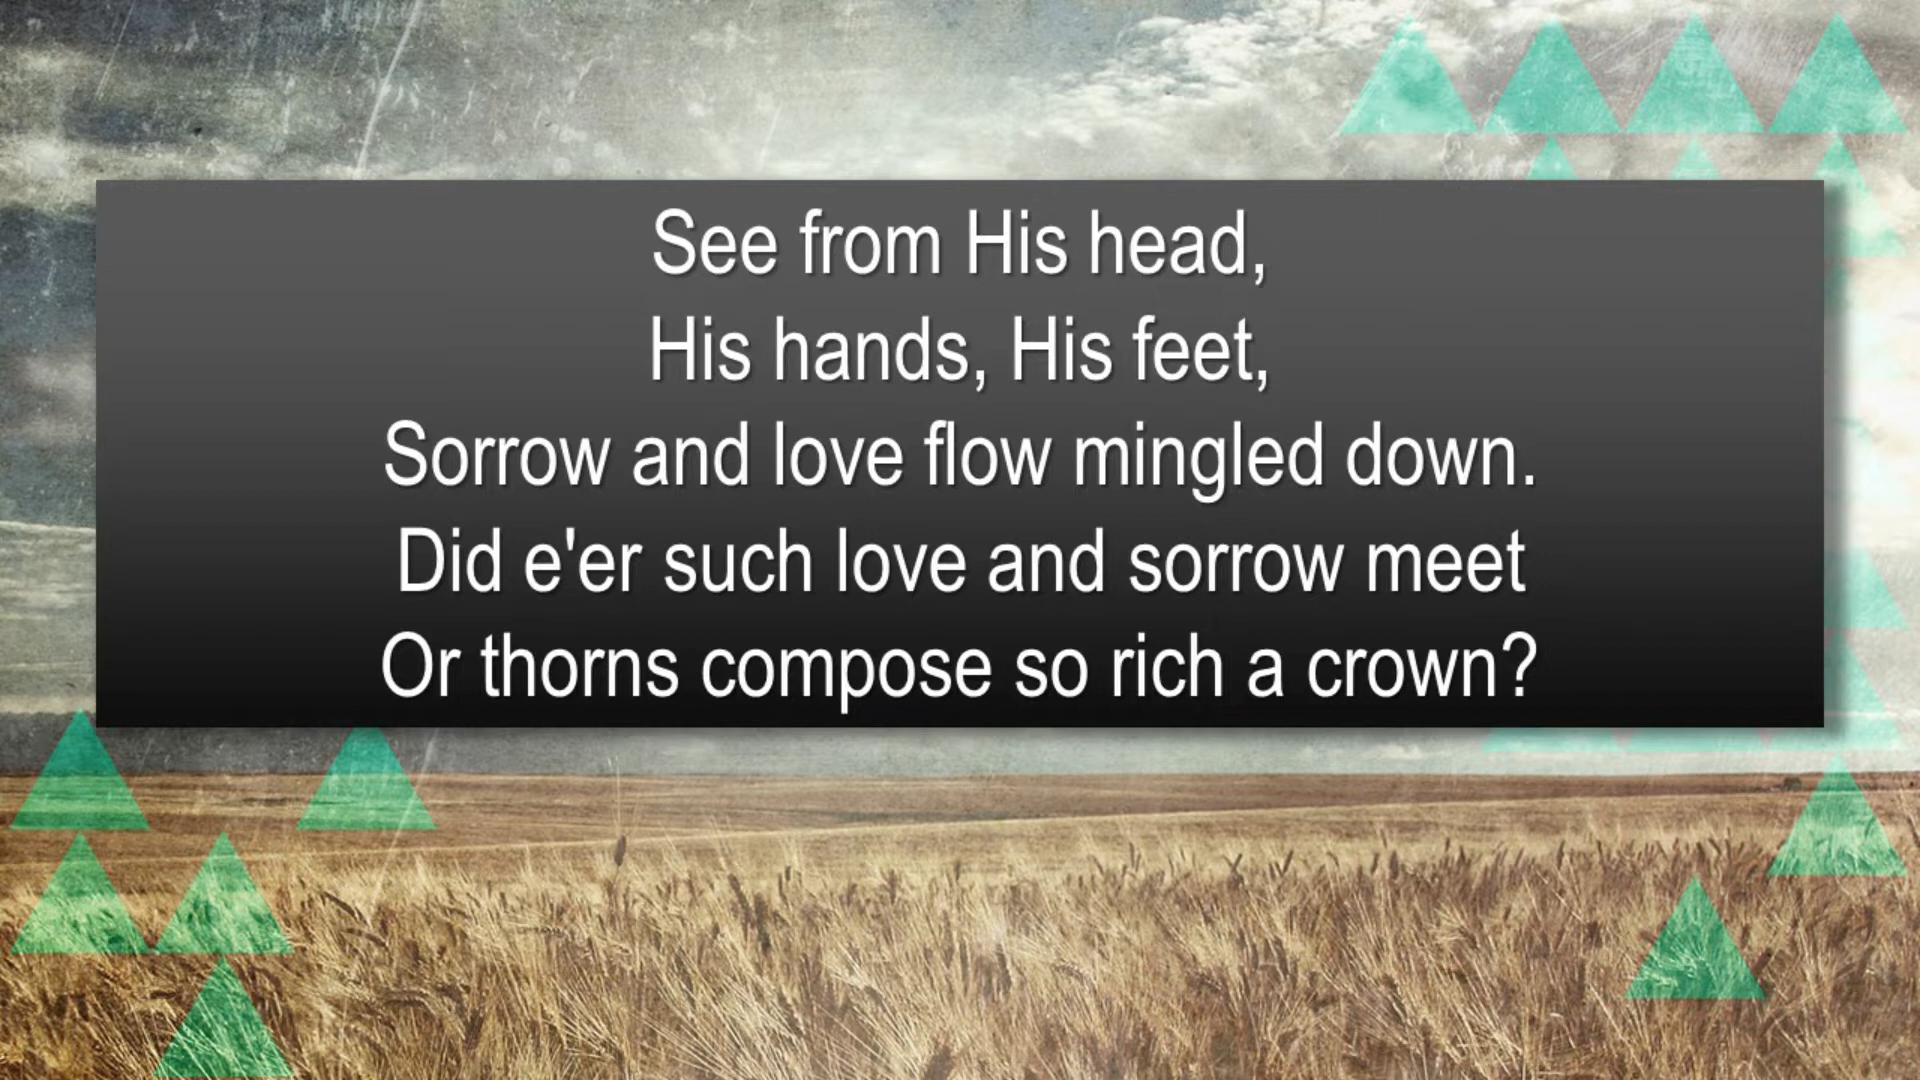 See from His head,
His hands, His feet,
Sorrow and love flow mingled down.
Did e'er such love and sorrow meet
Or thorns compose so rich a crown?